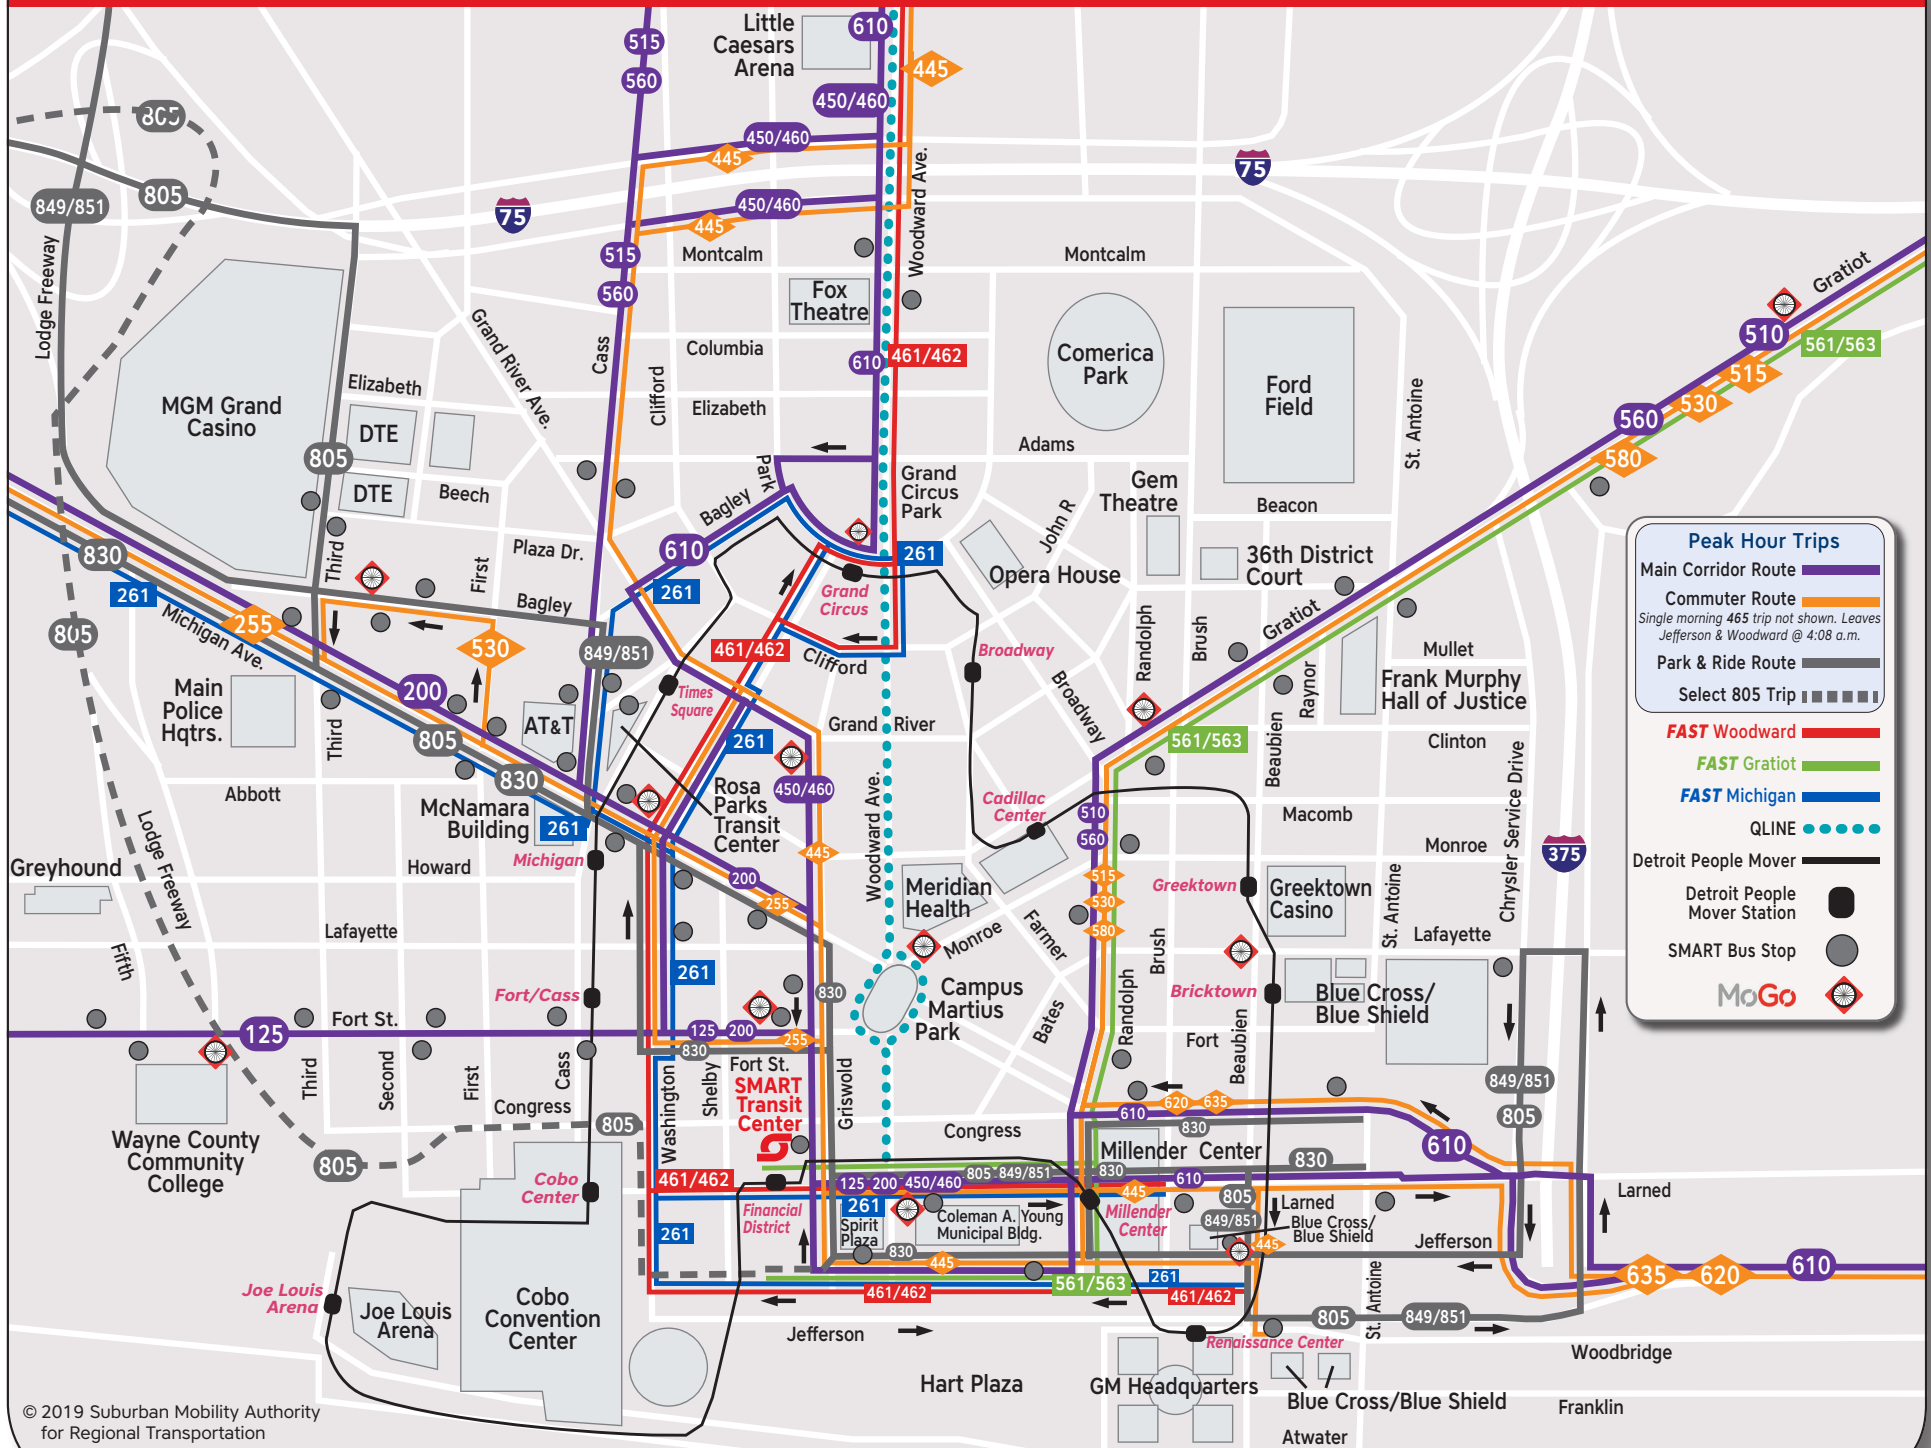 Little
Caesars
Arena
610
515
560
445
450/460
805
450/460
445
75
849/851
805
450/460
75
445
Woodward Ave.
515
Montcalm
Montcalm
560
Fox
Theatre
Lodge Freeway
Gratiot
510
561/563
515
530
560
580
Grand River Ave.
Cass
Columbia
610
461/462
Comerica
Park
Ford
Field
St. Antoine
Elizabeth
Clifford
Elizabeth
MGM Grand
Casino
DTE
805
DTE
Beech
Adams
Park
Bagley
Grand
Circus
Park
Gem
Theatre
Beacon
John R
Plaza Dr.
610
261
Opera House
36th District
Court
830
261
Third
First
Bagley
261
Grand
Circus
Gratiot
Michigan Ave.
255
805
530
849/851
461/462
Clifford
Broadway
Randolph
Brush
Mullet
Frank Murphy
Hall of Justice
Raynor
Main
Police
Hqtrs.
200
Times
Square
Broadway
805
AT&T
Third
261
Grand River
561/563
Beaubien
Clinton
830
Abbott
McNamara
Building
261
Rosa
Parks
Transit
Center
450/460
Woodward Ave.
Cadillac
Center
510
560
Macomb
Chrysler Service Drive
375
Lodge Freeway
Greyhound
Howard
Michigan
445
200
255
Meridian
Health
Monroe
515
530
580
Greektown
Greektown
Casino
Monroe
St. Antoine
Lafayette
Lafayette
Fifth
Farmer
Brush
261
Fort/Cass
830
Campus
Martius
Park
Bates
Randolph
Bricktown
Blue Cross/
Blue Shield
125
Fort St.
125
200
255
830
Fort St.
Fort
Beaubien
SMART
Transit
Center
Third
Second
First
Cass
Washington
Shelby
Griswold
849/851
805
Congress
805
Congress
620
635
610
830
610
Wayne County
Community
College
805
Millender Center
830
Cobo
Center
461/462
805
849/851
830
125
200
450/460
610
445
805
Larned
Larned
Financial
District
261
Spirit
Plaza
Coleman A. Young
Municipal Bldg.
Millender
Center
849/851
Blue Cross/
Blue Shield
445
261
830
445
Jefferson
Joe Louis
Arena
Joe Louis
Arena
Cobo
Convention
Center
461/462
561/563
261
461/462
635
620
610
805
849/851
St. Antoine
Jefferson
Renaissance Center
Woodbridge
Hart Plaza
GM Headquarters
Blue Cross/Blue Shield
Franklin
Atwater
© 2019 Suburban Mobility Authority
for Regional Transportation
Peak Hour Trips
Main Corridor Route
Commuter Route
Single morning 465 trip not shown. Leaves
Jefferson & Woodward @ 4:08 a.m.
Park & Ride Route
Select 805 Trip
FAST Woodward
FAST Gratiot
FAST Michigan
QLINE
Detroit People Mover
Detroit People
Mover Station
SMART Bus Stop
MoGo